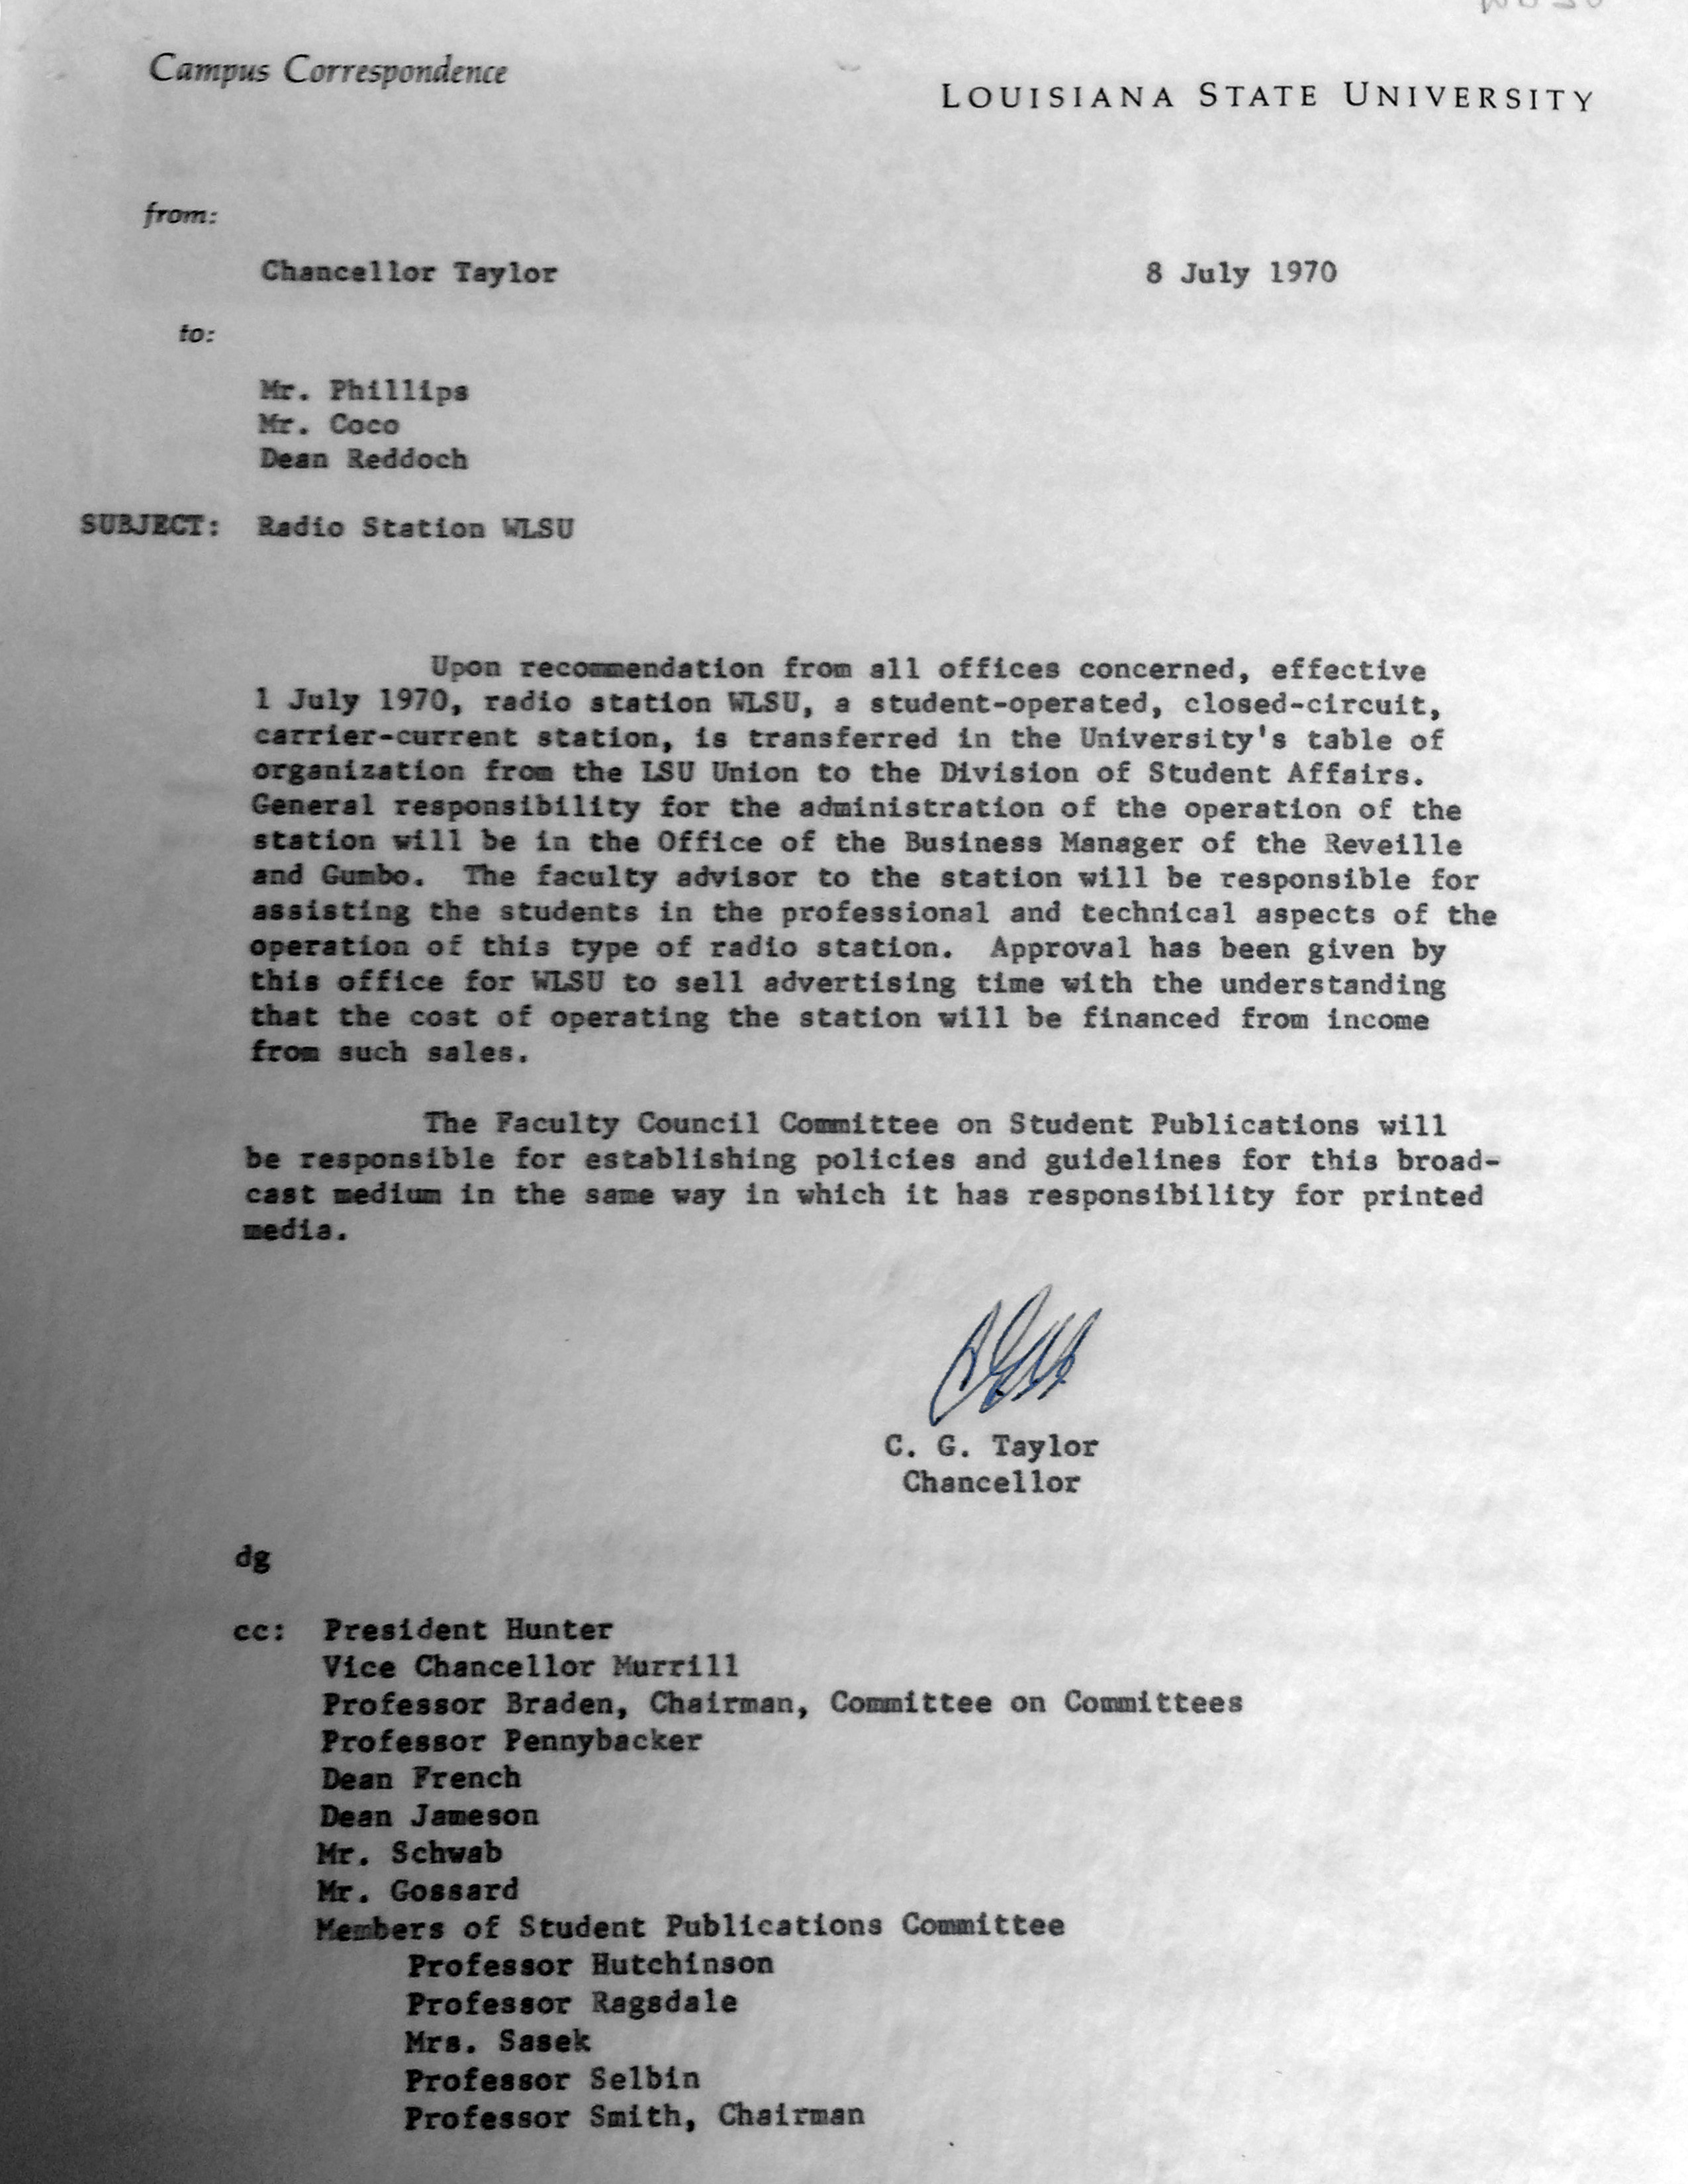 Campus Correspondence
LOUISIANA STATE UNIVERSITY
from:
Chancellor Taylor 8 July 1970
to:
Mr. Phillips
Mr. Coco
Dean Reddoch
SUBJECT: Radio Station WLSU
Upon recommendation from all offices concerned, effective
1 July 1970, radio station WLSU, a student-operated, closed-circuit,
carrier-current station, is transferred in the University's table of
organization from the LSU Union to the Division of Student Affairs.
General responsibility for the administration of the operation of the
station will be in the Office of the Business Manager of the Reveille
and Gumbo. The faculty advisor to the station will be responsible for
assisting the students in the professional and technical aspects of the
operation of this type of radio station. Approval has been given by
this office for WLSU to sell advertising time with the understanding
that the cost of operating the station will be financed from income
from such sales.
The Faculty Council Committee on Student Publications will
be responsible for establishing policies and guidelines for this broad-
cast medium in the same way in which it has responsibility for printed
media.
C. G. Taylor
Chancellor
dg
cc: President Hunter
Vice Chancellor Murrill
Professor Braden, Chairman, Committee on Committees
Professor Pennybacker
Dean French
Dean Jameson
Mr. Schwab
Mr. Gossard
Members of Student Publications Committee
Professor Hutchinson
Professor Ragsdale
Mrs. Sasek
Professor Selbin
Professor Smith, Chairman